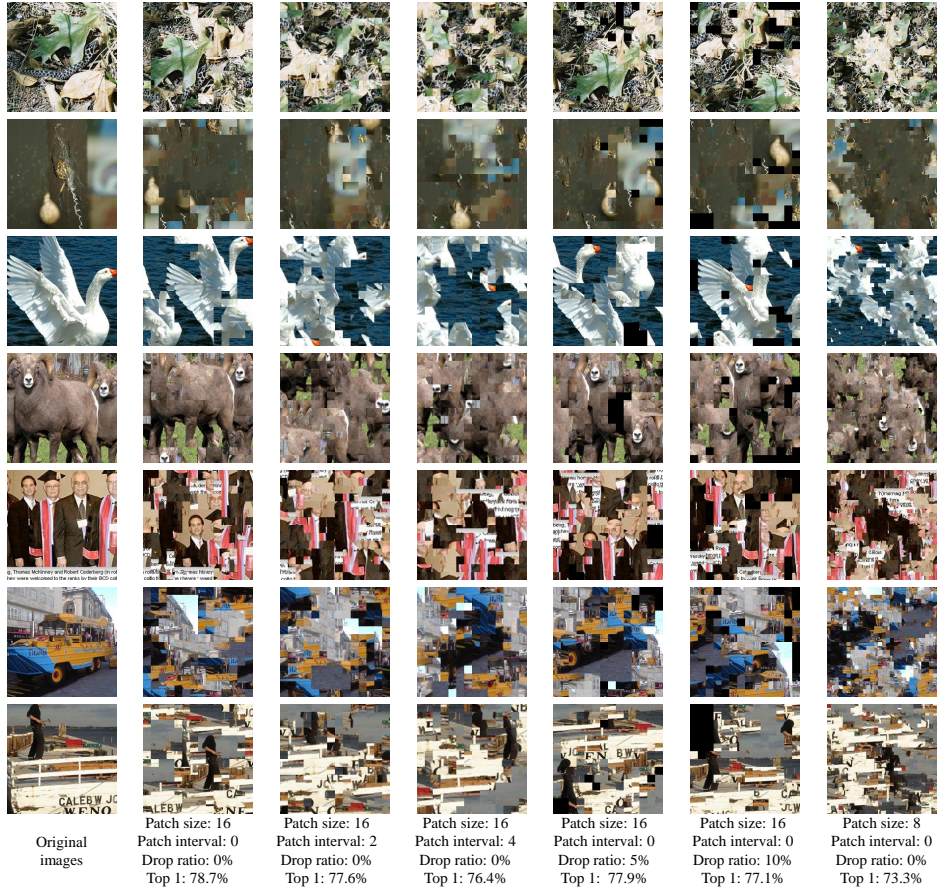 g, Thomas McKinney and Robert Cederberg (in rot
hey were welcomed to the ranks by their BCD coll
CALEB W JO
WENO
Original
images
Patch size: 16
Patch interval: 0
Drop ratio: 0%
Top 1: 78.7%
Patch size: 16
Patch interval: 2
Drop ratio: 0%
Top 1: 77.6%
Patch size: 16
Patch interval: 4
Drop ratio: 0%
Top 1: 76.4%
Patch size: 16
Patch interval: 0
Drop ratio: 5%
Top 1: 77.9%
Patch size: 16
Patch interval: 0
Drop ratio: 10%
Top 1: 77.1%
Patch size: 8
Patch interval: 0
Drop ratio: 0%
Top 1: 73.3%